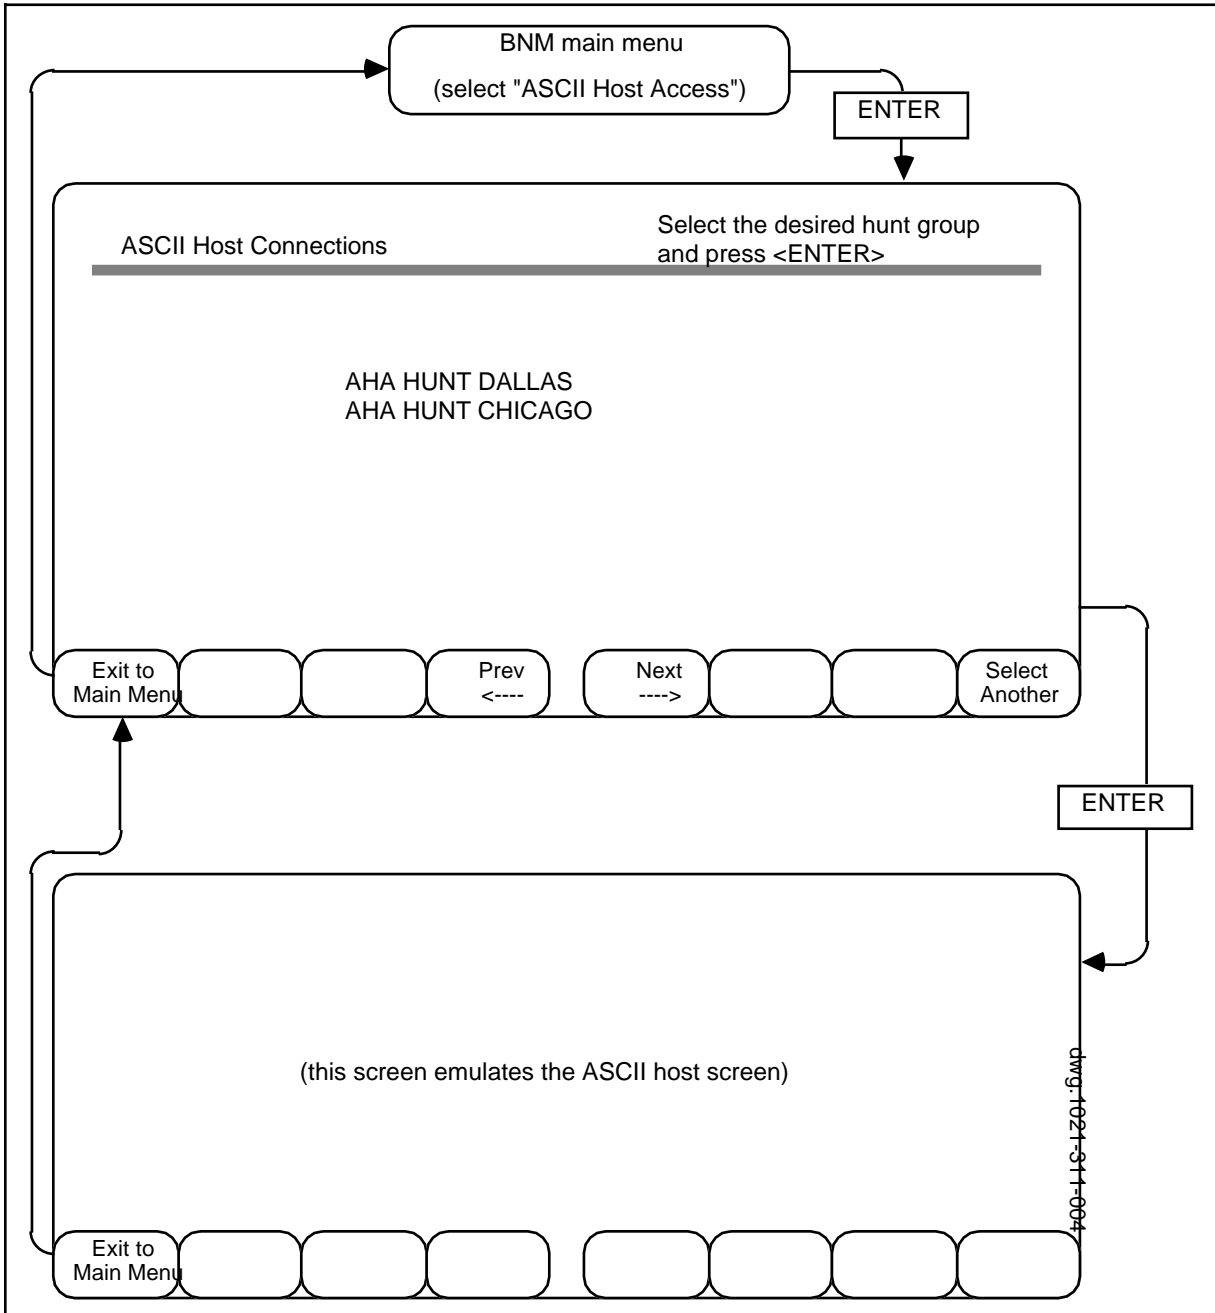 BNM main menu
(select "ASCII Host Access")
ENTER
ASCII Host Connections
Select the desired hunt group
and press <ENTER>
AHA HUNT DALLAS
AHA HUNT CHICAGO
Exit to
Main Menu
Prev
<----
Next
---->
Select
Another
ENTER
(this screen emulates the ASCII host screen)
dwg.1021-311-004
Exit to
Main Menu